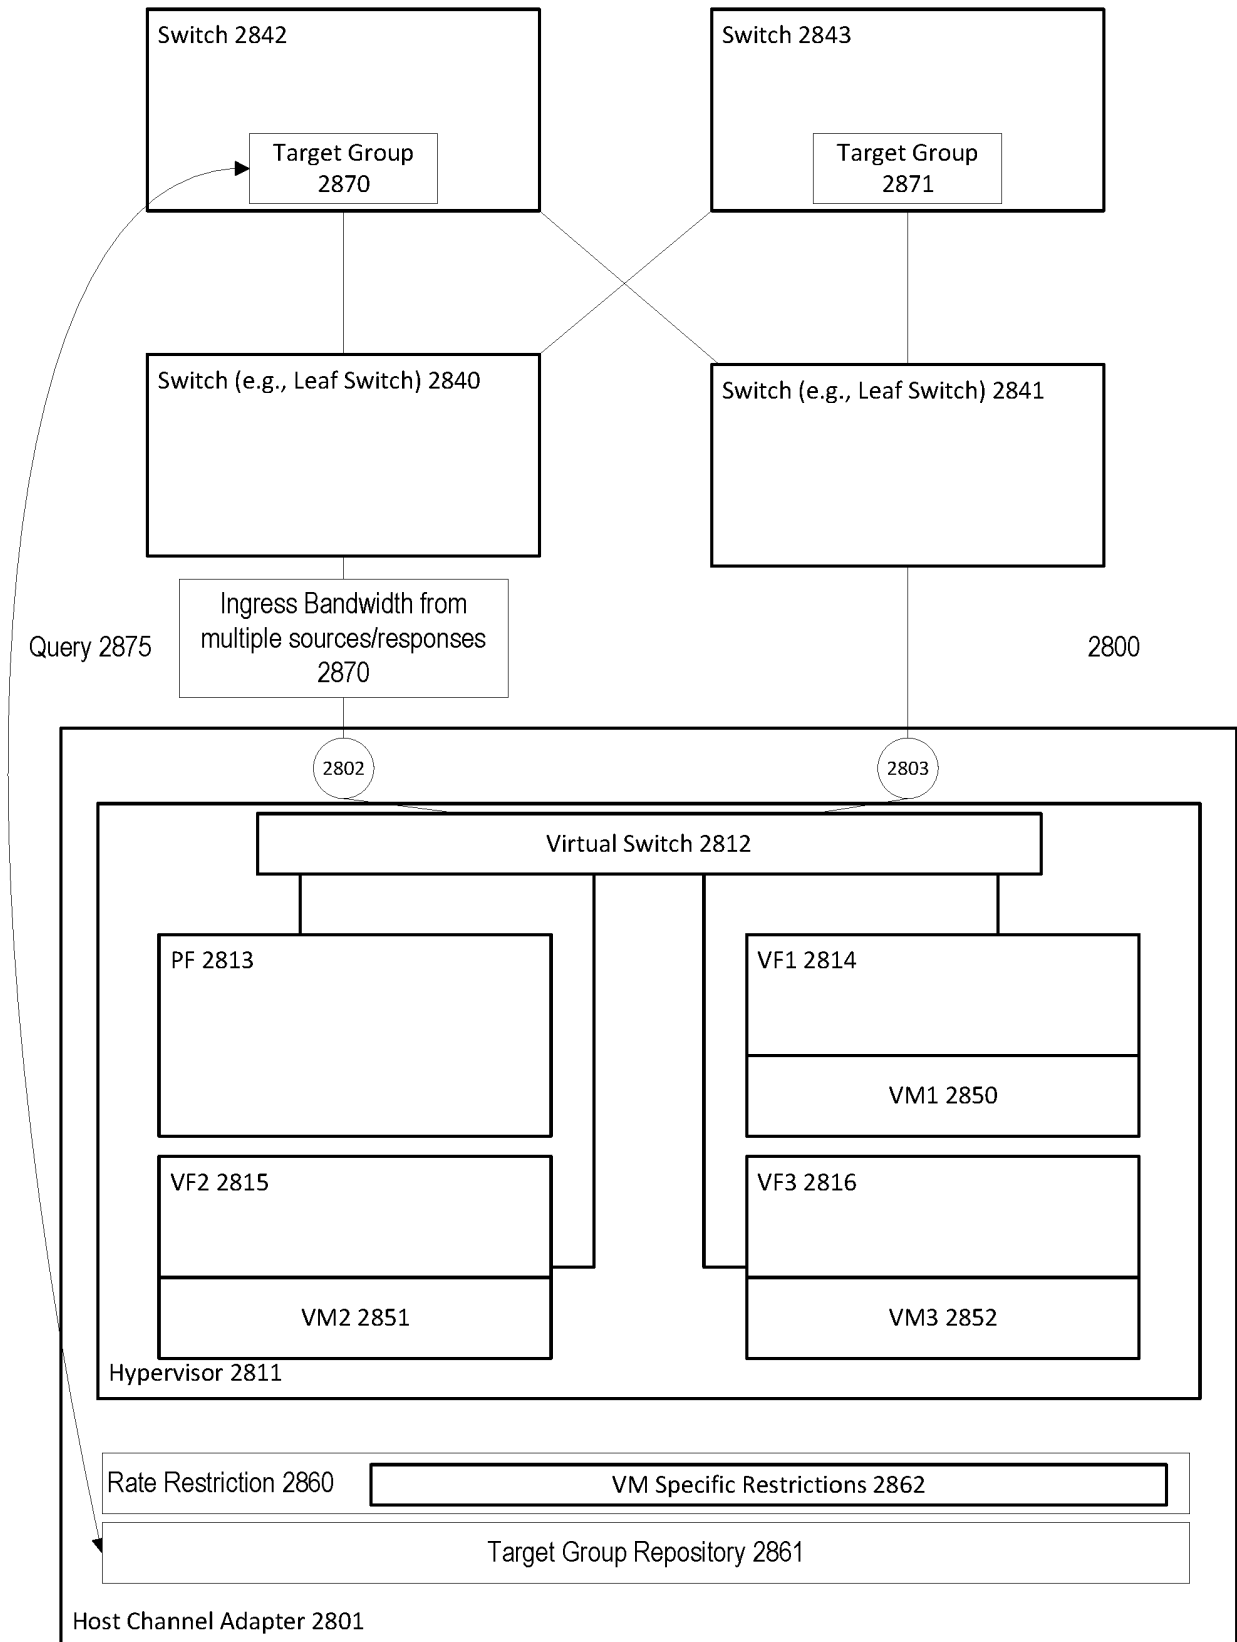 Switch 2842
Switch 2843
Target Group
2870
Target Group
2871
Switch (e.g., Leaf Switch) 2840
Switch (e.g., Leaf Switch) 2841
Ingress Bandwidth from
multiple sources/responses
2870
Query 2875
2800
2802
2803
Virtual Switch 2812
PF 2813
VF1 2814
VM1 2850
VF2 2815
VF3 2816
VM2 2851
VM3 2852
Hypervisor 2811
Rate Restriction 2860
VM Specific Restrictions 2862
Target Group Repository 2861
Host Channel Adapter 2801